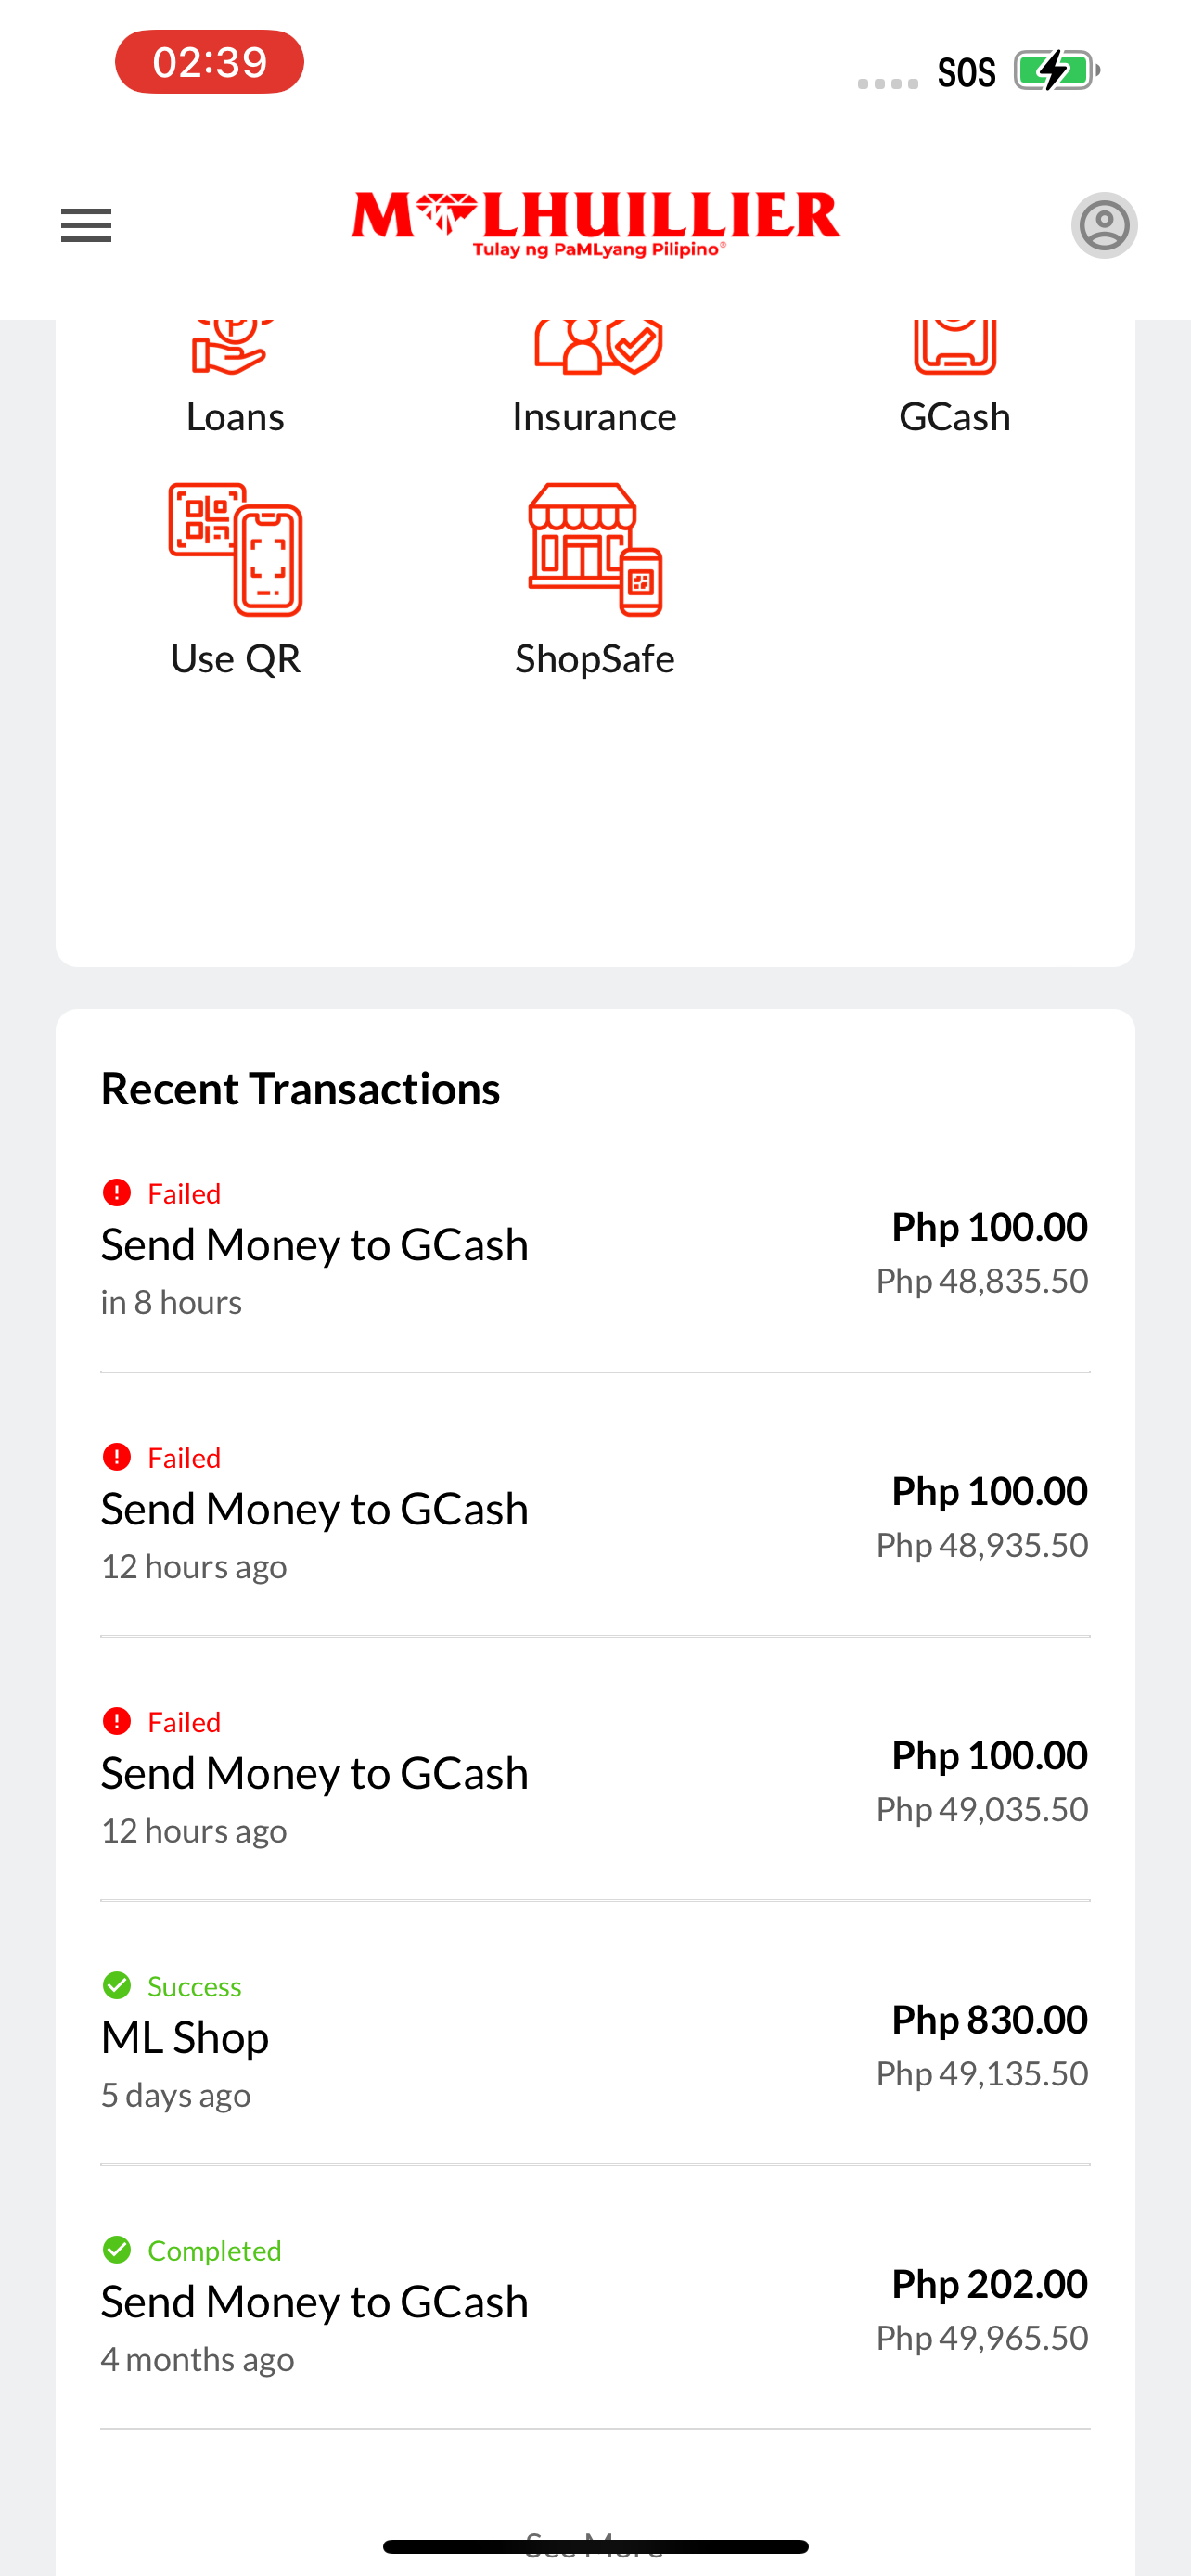 02:39
SOS
M LHUILLIER
Tulay ng PaMLyang Pilipino®
Loans
Insurance
GCash
Use QR
ShopSafe
Recent Transactions
Failed
Send Money to GCash
in 8 hours
Php 100.00
Php 48,835.50
Failed
Send Money to GCash
12 hours ago
Php 100.00
Php 48,935.50
Failed
Send Money to GCash
12 hours ago
Php 100.00
Php 49,035.50
Success
ML Shop
5 days ago
Php 830.00
Php 49,135.50
Completed
Send Money to GCash
4 months ago
Php 202.00
Php 49,965.50
See More